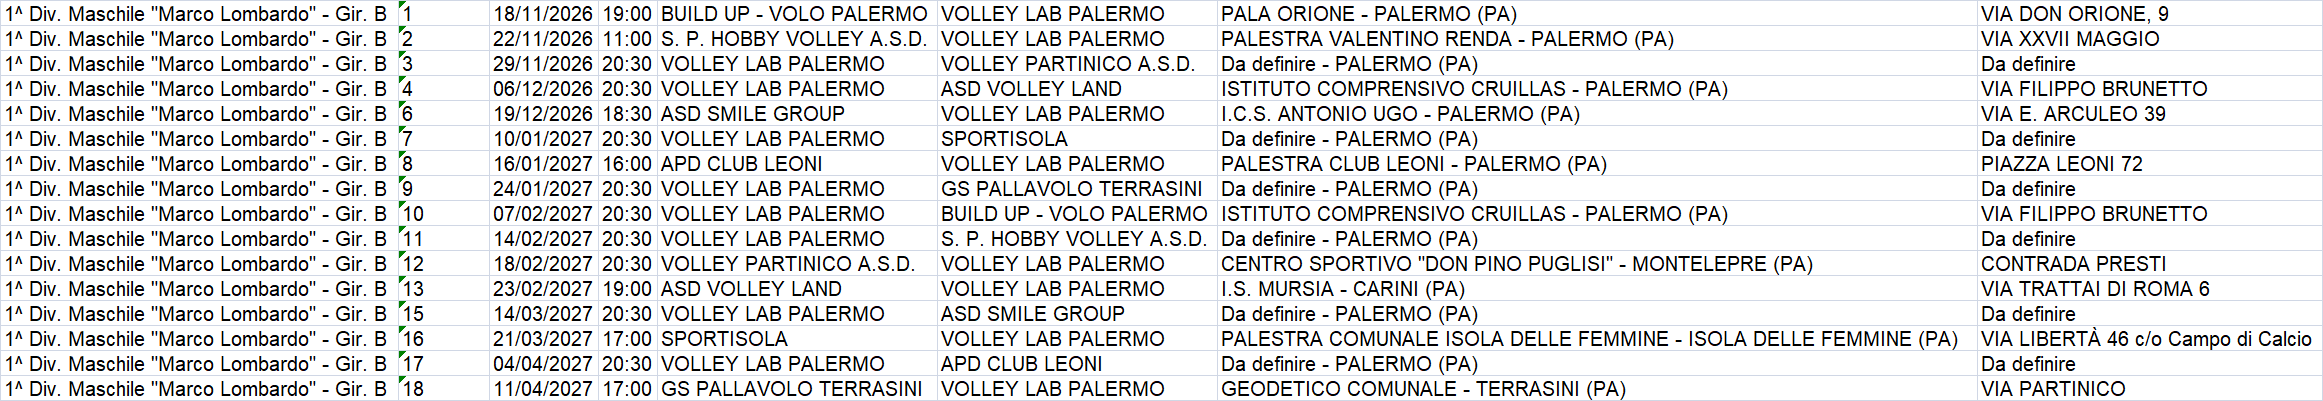 1^ Div. Maschile "Marco Lombardo" - Gir. B 1 18/11/2026 19:00 BUILD UP - VOLO PALERMO VOLLEY LAB PALERMO PALA ORIONE - PALERMO (PA) VIA DON ORIONE, 9
1^ Div. Maschile "Marco Lombardo" - Gir. B 2 22/11/2026 11:00 S. P. HOBBY VOLLEY A.S.D. VOLLEY LAB PALERMO PALESTRA VALENTINO RENDA - PALERMO (PA) VIA XXVII MAGGIO
1^ Div. Maschile "Marco Lombardo" - Gir. B 3 29/11/2026 20:30 VOLLEY LAB PALERMO VOLLEY PARTINICO A.S.D. Da definire - PALERMO (PA) Da definire
1^ Div. Maschile "Marco Lombardo" - Gir. B 4 06/12/2026 20:30 VOLLEY LAB PALERMO ASD VOLLEY LAND ISTITUTO COMPRENSIVO CRUILLAS - PALERMO (PA) VIA FILIPPO BRUNETTO
1^ Div. Maschile "Marco Lombardo" - Gir. B 6 19/12/2026 18:30 ASD SMILE GROUP VOLLEY LAB PALERMO I.C.S. ANTONIO UGO - PALERMO (PA) VIA E. ARCULEO 39
1^ Div. Maschile "Marco Lombardo" - Gir. B 7 10/01/2027 20:30 VOLLEY LAB PALERMO SPORTISOLA Da definire - PALERMO (PA) Da definire
1^ Div. Maschile "Marco Lombardo" - Gir. B 8 16/01/2027 16:00 APD CLUB LEONI VOLLEY LAB PALERMO PALESTRA CLUB LEONI - PALERMO (PA) PIAZZA LEONI 72
1^ Div. Maschile "Marco Lombardo" - Gir. B 9 24/01/2027 20:30 VOLLEY LAB PALERMO GS PALLAVOLO TERRASINI Da definire - PALERMO (PA) Da definire
1^ Div. Maschile "Marco Lombardo" - Gir. B 10 07/02/2027 20:30 VOLLEY LAB PALERMO BUILD UP - VOLO PALERMO ISTITUTO COMPRENSIVO CRUILLAS - PALERMO (PA) VIA FILIPPO BRUNETTO
1^ Div. Maschile "Marco Lombardo" - Gir. B 11 14/02/2027 20:30 VOLLEY LAB PALERMO S. P. HOBBY VOLLEY A.S.D. Da definire - PALERMO (PA) Da definire
1^ Div. Maschile "Marco Lombardo" - Gir. B 12 18/02/2027 20:30 VOLLEY PARTINICO A.S.D. VOLLEY LAB PALERMO CENTRO SPORTIVO "DON PINO PUGLISI" - MONTELEPRE (PA) CONTRADA PRESTI
1^ Div. Maschile "Marco Lombardo" - Gir. B 13 23/02/2027 19:00 ASD VOLLEY LAND VOLLEY LAB PALERMO I.S. MURSIA - CARINI (PA) VIA TRATTAI DI ROMA 6
1^ Div. Maschile "Marco Lombardo" - Gir. B 15 14/03/2027 20:30 VOLLEY LAB PALERMO ASD SMILE GROUP Da definire - PALERMO (PA) Da definire
1^ Div. Maschile "Marco Lombardo" - Gir. B 16 21/03/2027 17:00 SPORTISOLA VOLLEY LAB PALERMO PALESTRA COMUNALE ISOLA DELLE FEMMINE - ISOLA DELLE FEMMINE (PA) VIA LIBERTÀ 46 c/o Campo di Calcio
1^ Div. Maschile "Marco Lombardo" - Gir. B 17 04/04/2027 20:30 VOLLEY LAB PALERMO APD CLUB LEONI Da definire - PALERMO (PA) Da definire
1^ Div. Maschile "Marco Lombardo" - Gir. B 18 11/04/2027 17:00 GS PALLAVOLO TERRASINI VOLLEY LAB PALERMO GEODETICO COMUNALE - TERRASINI (PA) VIA PARTINICO